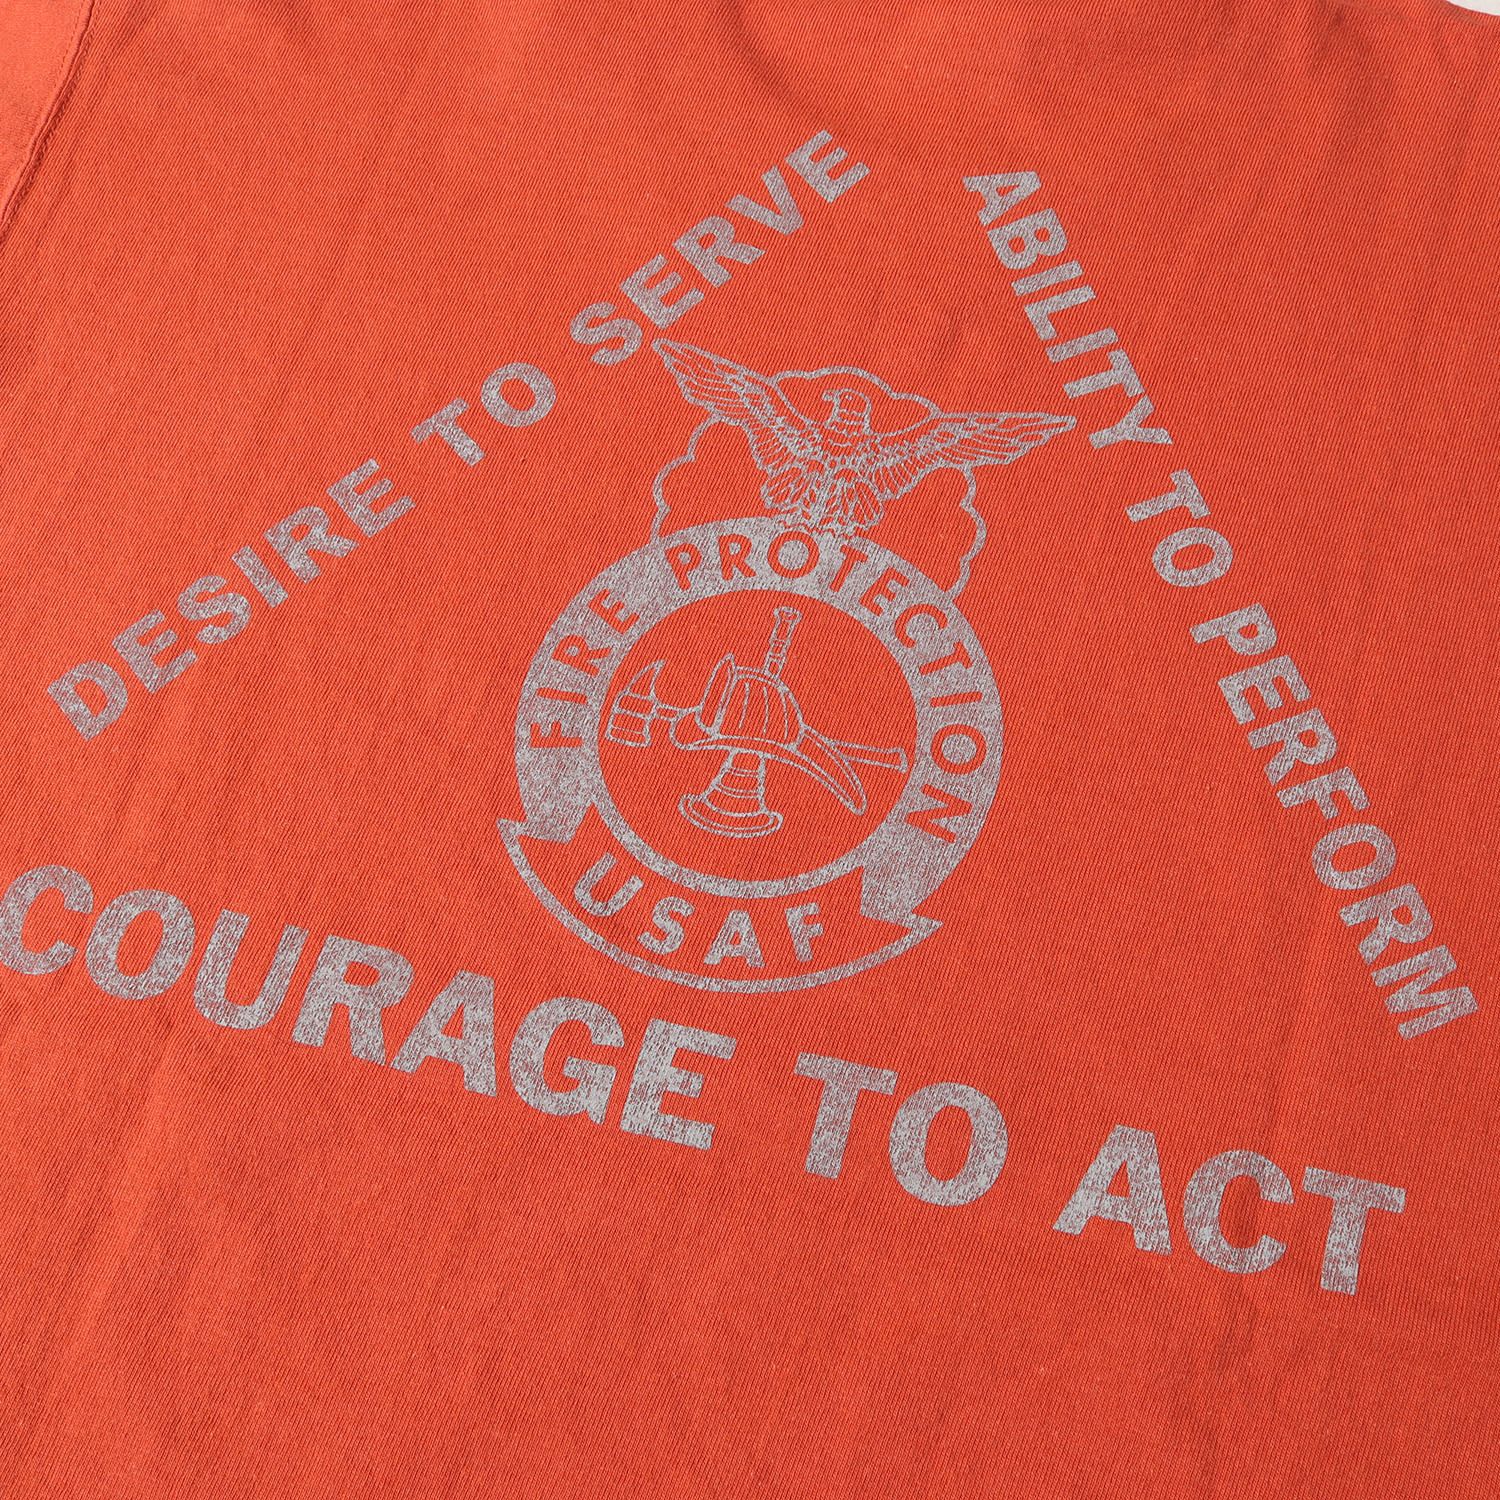 DESIRE TO SERVE
ABILITY TO PERFORM
FIRE PROTECTION
USAF
COURAGE TO ACT